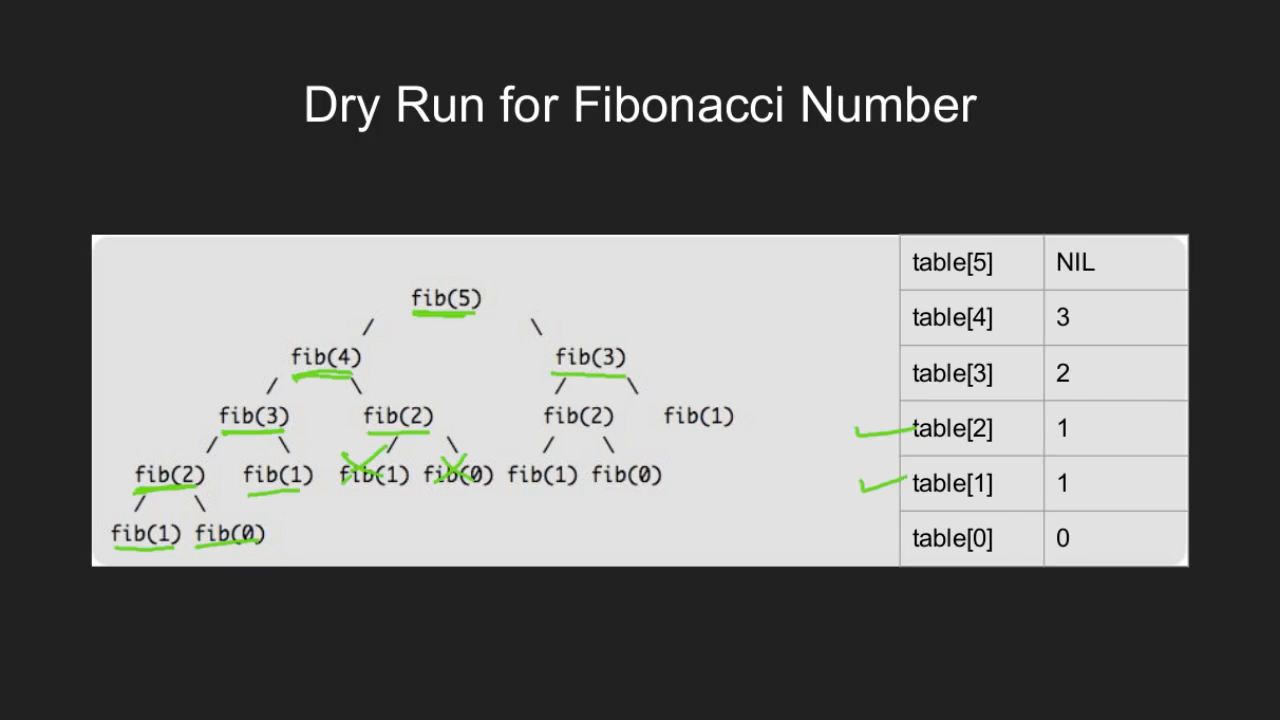 Dry Run for Fibonacci Number
fib(5)
/ \
fib(4) fib(3)
/ \ / \
fib(3) fib(2) fib(2) fib(1)
/ \ / \ / \
fib(2) fib(1) fib(1) fib(0) fib(1) fib(0)
/ \
fib(1) fib(0)
table[5] NIL
table[4] 3
table[3] 2
table[2] 1
table[1] 1
table[0] 0